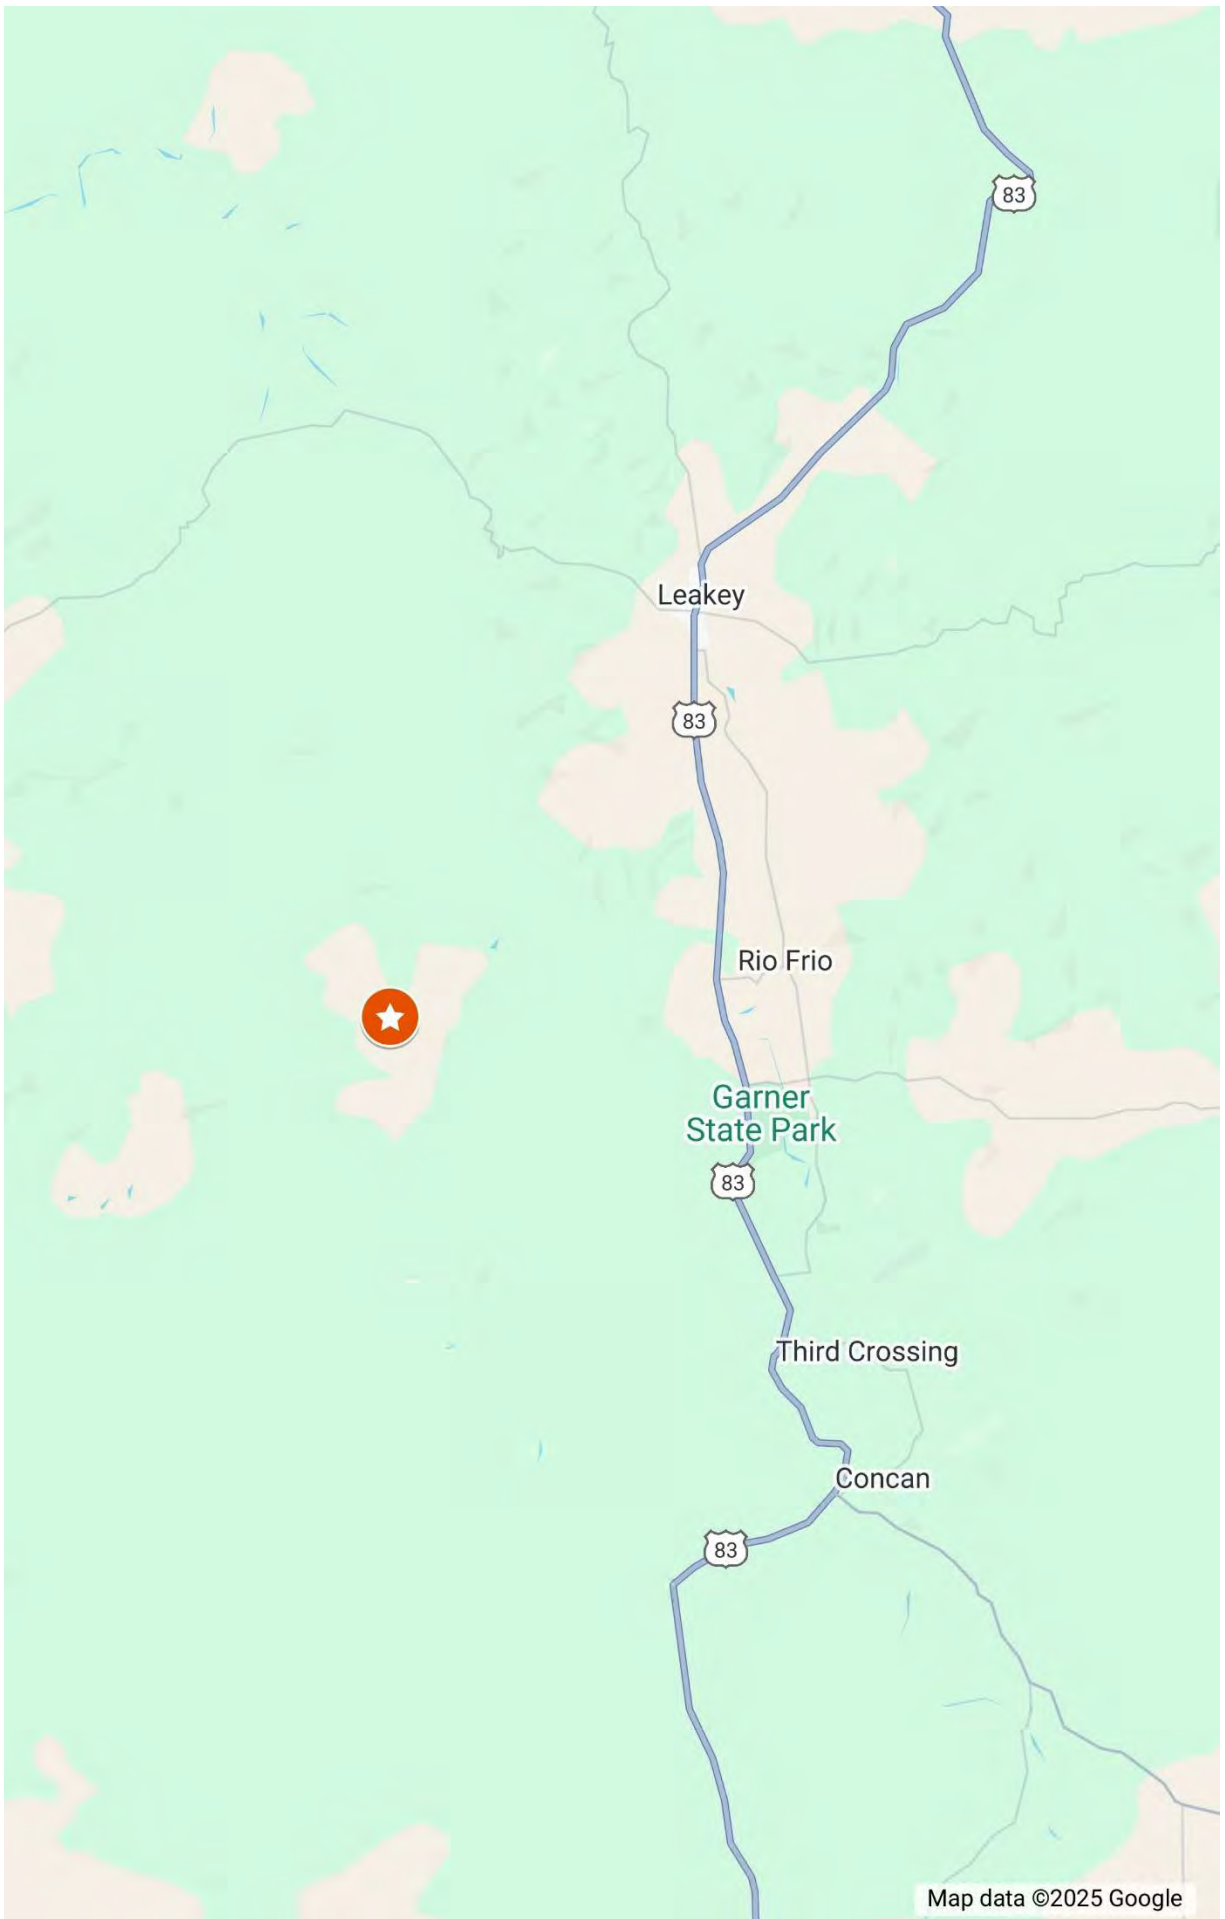 83
Leakey
83
Rio Frio
Garner
State Park
83
Third Crossing
Concan
83
Map data ©2025 Google